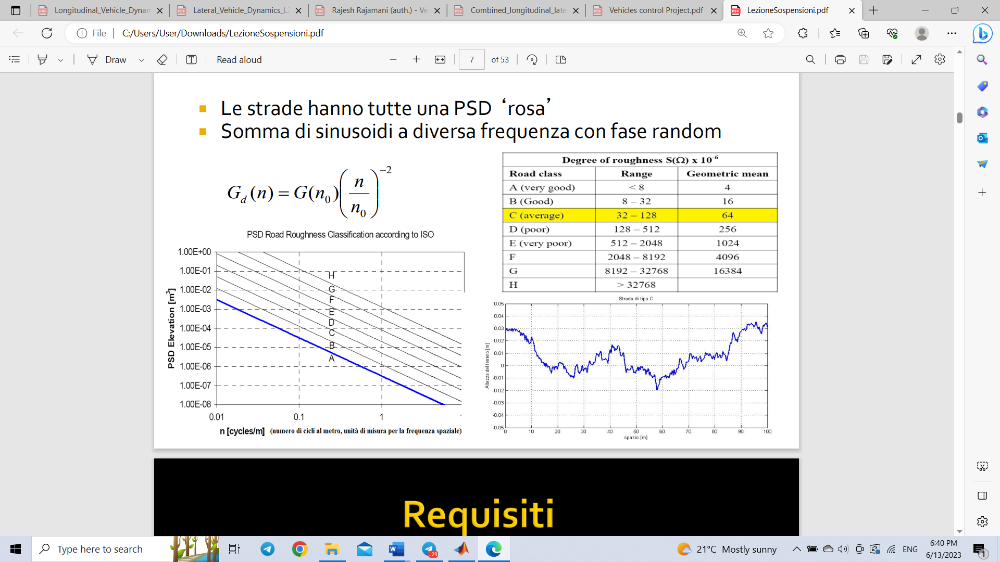 Longitudinal_Vehicle_Dynam
Lateral_Vehicle_Dynamics_L2
Rajesh Rajamani (auth.) - Ve
Combined_longitudinal_late
Vehicles control Project.pdf
LezioneSospensioni.pdf
File
C:/Users/User/Downloads/LezioneSospensioni.pdf
Draw
Read aloud
7
of 53
Le strade hanno tutte una PSD ‘rosa’
Somma di sinusoidi a diversa frequenza con fase random
G_d(n) = G(n_0)(n/n_0)^-2
Degree of roughness S(Ω) x 10^-6
Road class Range Geometric mean
A (very good) < 8 4
B (Good) 8 – 32 16
C (average) 32 – 128 64
D (poor) 128 – 512 256
E (very poor) 512 – 2048 1024
F 2048 – 8192 4096
G 8192 – 32768 16384
H > 32768
PSD Road Roughness Classification according to ISO
1.00E+00
1.00E-01
1.00E-02
1.00E-03
1.00E-04
1.00E-05
1.00E-06
1.00E-07
1.00E-08
PSD Elevation [m³]
H
G
F
E
D
C
B
A
0.01 0.1 1
n [cycles/m] (numero di cicli al metro, unità di misura per la frequenza spaziale)
Strada di tipo C
0.05
0.04
0.03
0.02
0.01
0
-0.01
-0.02
-0.03
-0.04
-0.05
Altezza del terreno [m]
0 10 20 30 40 50 60 70 80 90 100
spazio [m]
Requisiti
Type here to search
..29
21°C Mostly sunny
ENG
6:40 PM
6/13/2023
1